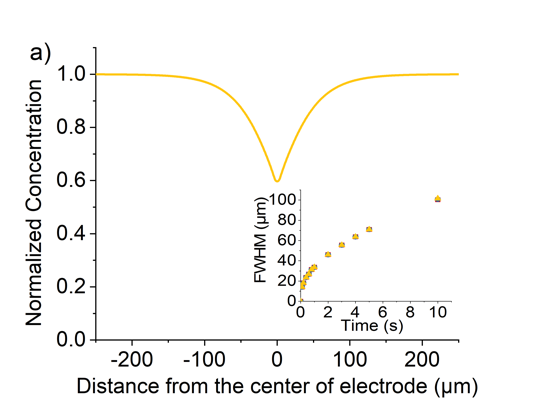 a)
1.0
0.8
0.6
0.4
0.2
0.0
Normalized Concentration
-200 -100 0 100 200
Distance from the center of electrode (µm)
100
80
60
40
20
0
FWHM (µm)
0 2 4 6 8 10
Time (s)